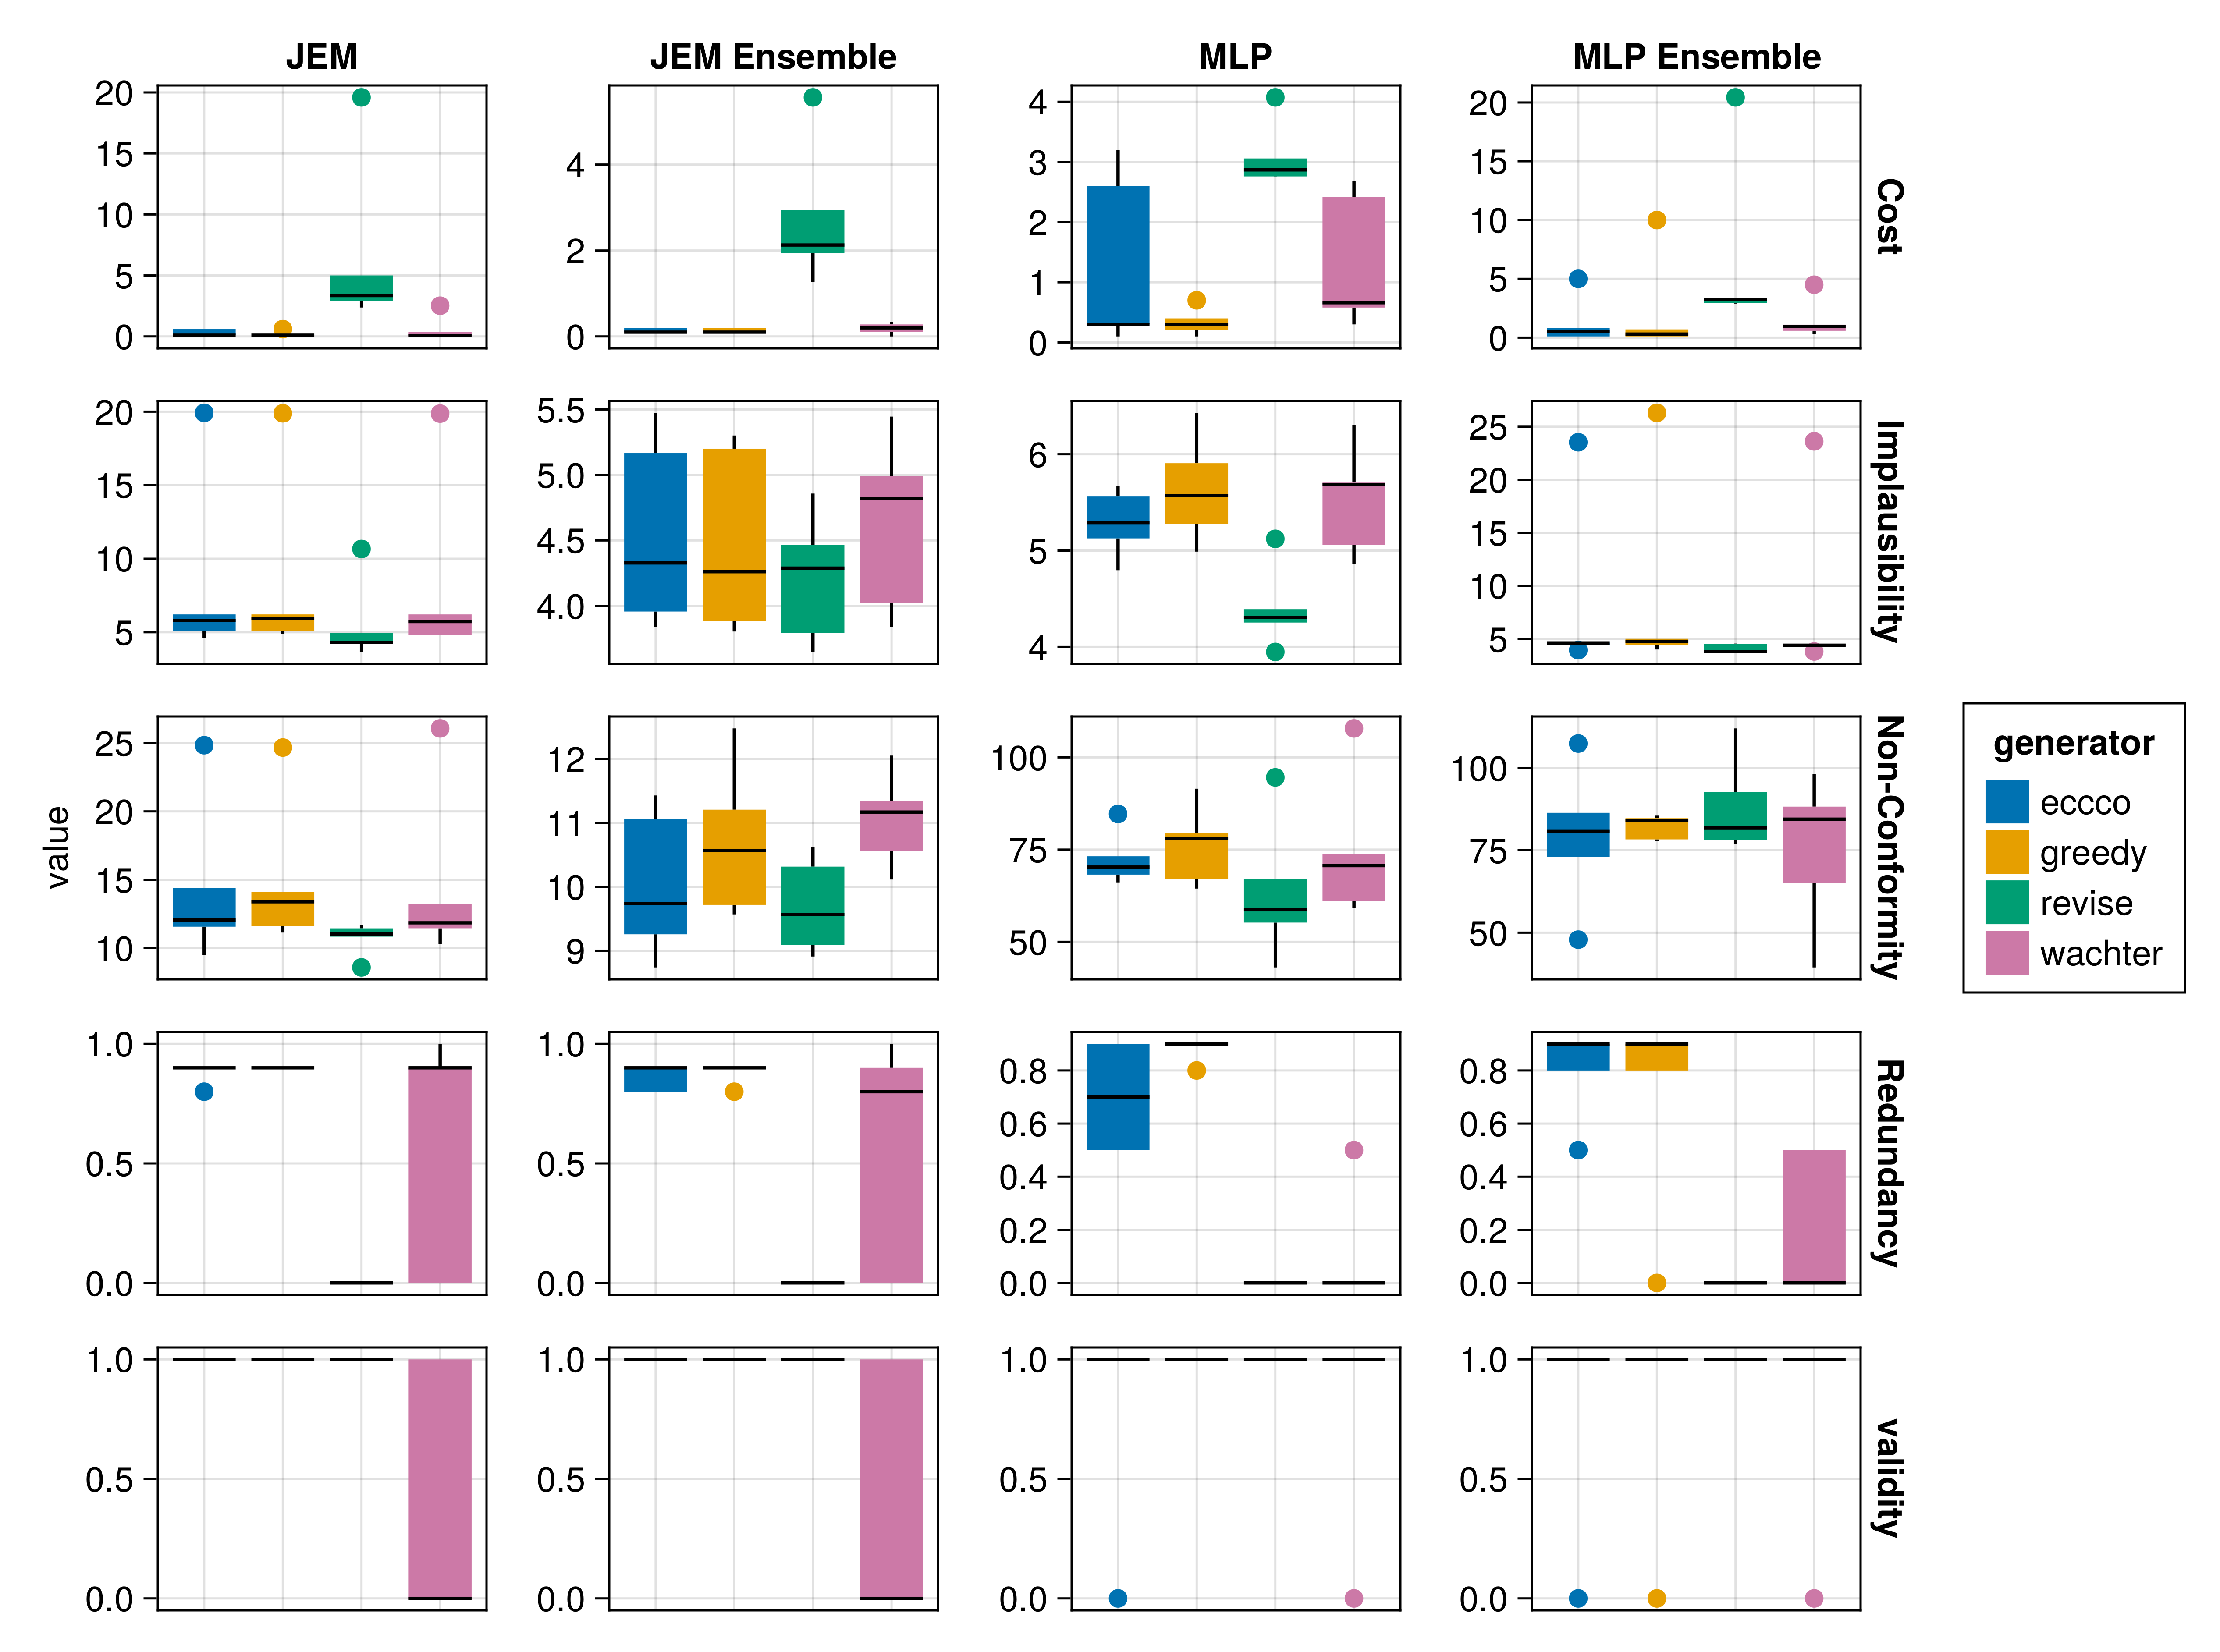 JEM JEM Ensemble MLP MLP Ensemble
20 15 10 5 0
4 2 0
4 3 2 1 0
20 15 10 5 0
Cost
20 15 10 5
5.5 5.0 4.5 4.0
6 5 4
25 20 15 10 5
Implausibility
value
25 20 15 10
12 11 10 9
100 75 50
100 75 50
Non-Conformity
generator
eccco
greedy
revise
wachter
1.0 0.5 0.0
1.0 0.5 0.0
0.8 0.6 0.4 0.2 0.0
0.8 0.6 0.4 0.2 0.0
Redundancy
1.0 0.5 0.0
1.0 0.5 0.0
1.0 0.5 0.0
1.0 0.5 0.0
validity